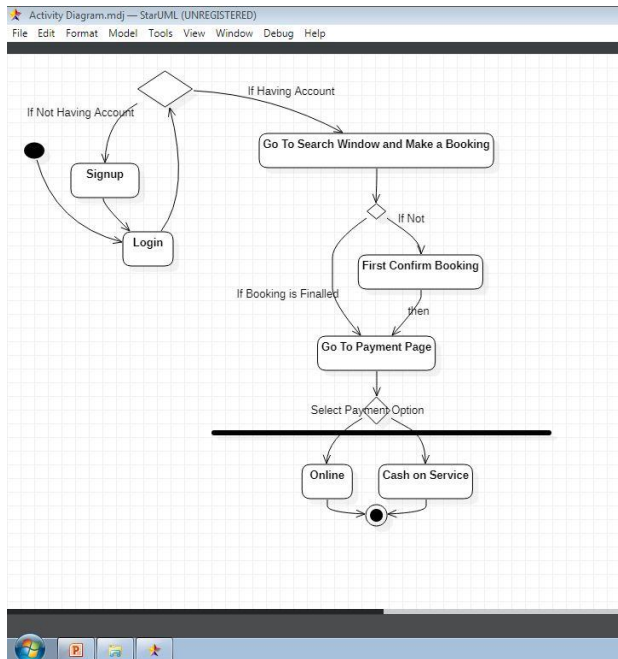 Activity Diagram.mdj — StarUML (UNREGISTERED)
File Edit Format Model Tools View Window Debug Help
If Having Account
If Not Having Account
Go To Search Window and Make a Booking
Signup
If Not
Login
First Confirm Booking
If Booking is Finalled
then
Go To Payment Page
Select Payment Option
Online
Cash on Service
P